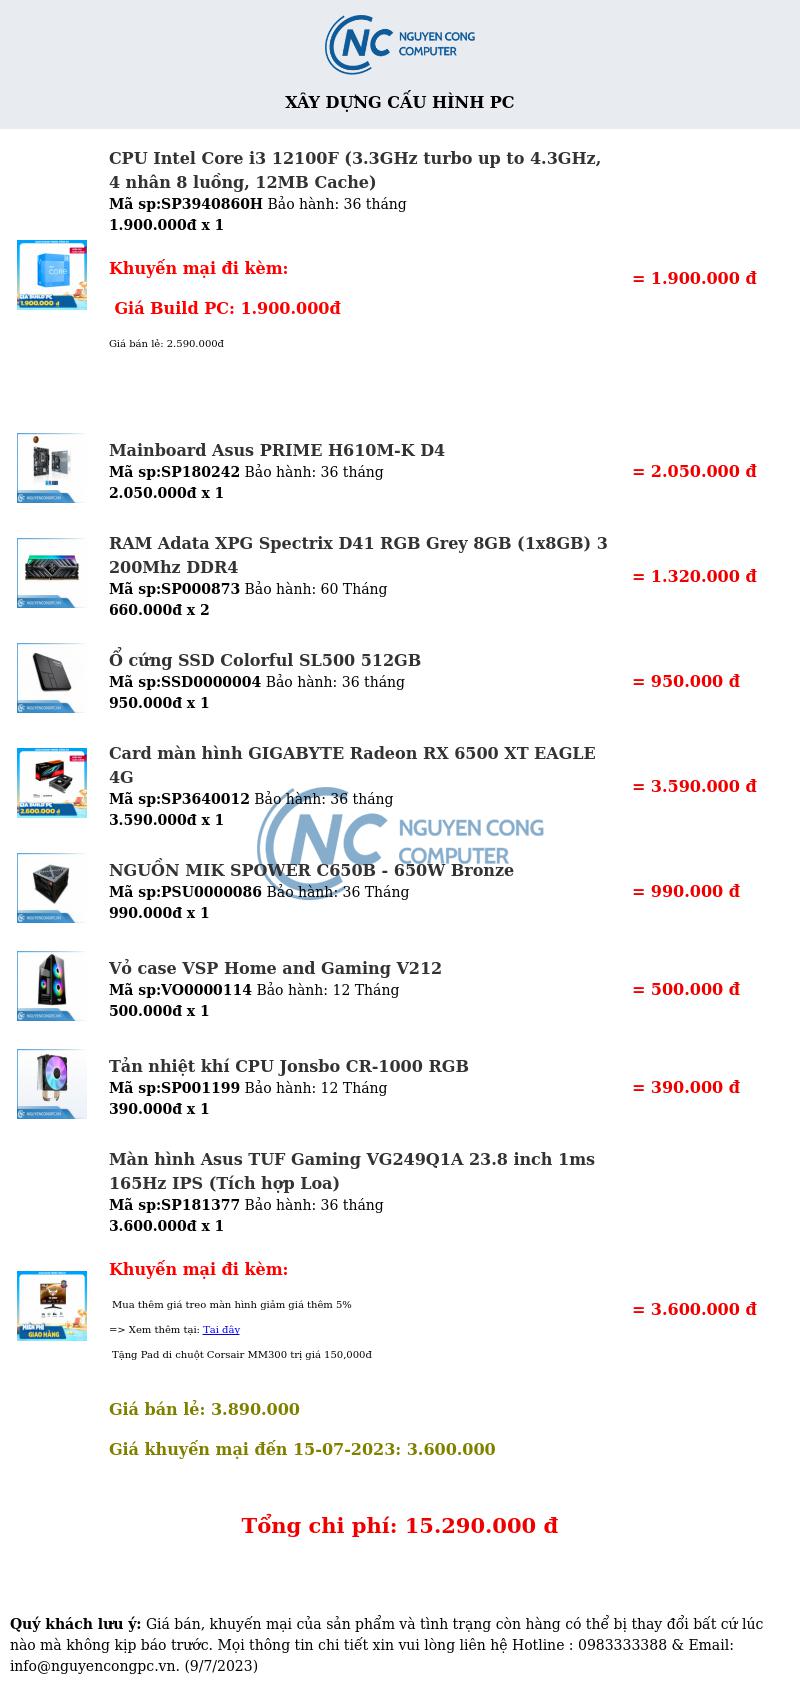 NGUYEN CONG
COMPUTER
XÂY DỰNG CẤU HÌNH PC
CPU Intel Core i3 12100F (3.3GHz turbo up to 4.3GHz,
4 nhân 8 luồng, 12MB Cache)
Mã sp:SP3940860H Bảo hành: 36 tháng
1.900.000đ x 1
Khuyến mại đi kèm:
Giá Build PC: 1.900.000đ
Giá bán lẻ: 2.590.000đ
= 1.900.000 đ
Mainboard Asus PRIME H610M-K D4
Mã sp:SP180242 Bảo hành: 36 tháng
2.050.000đ x 1
= 2.050.000 đ
RAM Adata XPG Spectrix D41 RGB Grey 8GB (1x8GB) 3
200Mhz DDR4
Mã sp:SP000873 Bảo hành: 60 Tháng
660.000đ x 2
= 1.320.000 đ
Ổ cứng SSD Colorful SL500 512GB
Mã sp:SSD0000004 Bảo hành: 36 tháng
950.000đ x 1
= 950.000 đ
Card màn hình GIGABYTE Radeon RX 6500 XT EAGLE
4G
Mã sp:SP3640012 Bảo hành: 36 tháng
3.590.000đ x 1
= 3.590.000 đ
NGUYEN CONG
COMPUTER
NGUỒN MIK SPOWER C650B - 650W Bronze
Mã sp:PSU0000086 Bảo hành: 36 Tháng
990.000đ x 1
= 990.000 đ
Vỏ case VSP Home and Gaming V212
Mã sp:VO0000114 Bảo hành: 12 Tháng
500.000đ x 1
= 500.000 đ
Tản nhiệt khí CPU Jonsbo CR-1000 RGB
Mã sp:SP001199 Bảo hành: 12 Tháng
390.000đ x 1
= 390.000 đ
Màn hình Asus TUF Gaming VG249Q1A 23.8 inch 1ms
165Hz IPS (Tích hợp Loa)
Mã sp:SP181377 Bảo hành: 36 tháng
3.600.000đ x 1
Khuyến mại đi kèm:
Mua thêm giá treo màn hình giảm giá thêm 5%
=> Xem thêm tại: Tại đây
Tặng Pad di chuột Corsair MM300 trị giá 150,000đ
= 3.600.000 đ
Giá bán lẻ: 3.890.000
Giá khuyến mại đến 15-07-2023: 3.600.000
Tổng chi phí: 15.290.000 đ
Quý khách lưu ý: Giá bán, khuyến mại của sản phẩm và tình trạng còn hàng có thể bị thay đổi bất cứ lúc
nào mà không kịp báo trước. Mọi thông tin chi tiết xin vui lòng liên hệ Hotline : 0983333388 & Email:
info@nguyencongpc.vn. (9/7/2023)